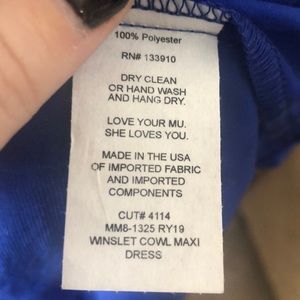 100% Polyester
RN# 133910
DRY CLEAN
OR HAND WASH
AND HANG DRY.
LOVE YOUR MU.
SHE LOVES YOU.
MADE IN THE USA
OF IMPORTED FABRIC
AND IMPORTED
COMPONENTS
CUT# 4114
MM8-1325 RY19
WINSLET COWL MAXI
DRESS